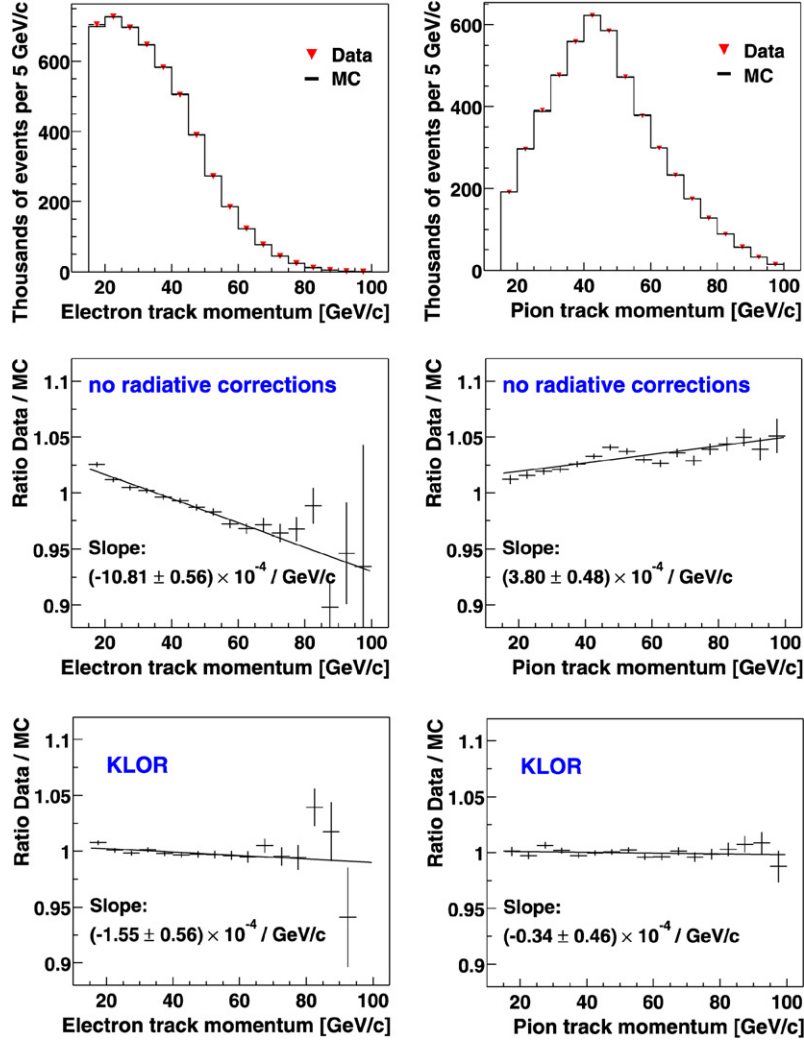 Thousands of events per 5 GeV/c
600
400
200
0
Data
MC
20 40 60 80 100
Electron track momentum [GeV/c]
Thousands of events per 5 GeV/c
600
400
200
0
Data
MC
20 40 60 80 100
Pion track momentum [GeV/c]
Ratio Data / MC
1.1
1.05
1
0.95
0.9
no radiative corrections
Slope:
(-10.81 ± 0.56) × 10⁻⁴ / GeV/c
20 40 60 80 100
Electron track momentum [GeV/c]
Ratio Data / MC
1.1
1.05
1
0.95
0.9
no radiative corrections
Slope:
(3.80 ± 0.48) × 10⁻⁴ / GeV/c
20 40 60 80 100
Pion track momentum [GeV/c]
Ratio Data / MC
1.1
1.05
1
0.95
0.9
KLOR
Slope:
(-1.55 ± 0.56) × 10⁻⁴ / GeV/c
20 40 60 80 100
Electron track momentum [GeV/c]
Ratio Data / MC
1.1
1.05
1
0.95
0.9
KLOR
Slope:
(-0.34 ± 0.46) × 10⁻⁴ / GeV/c
20 40 60 80 100
Pion track momentum [GeV/c]